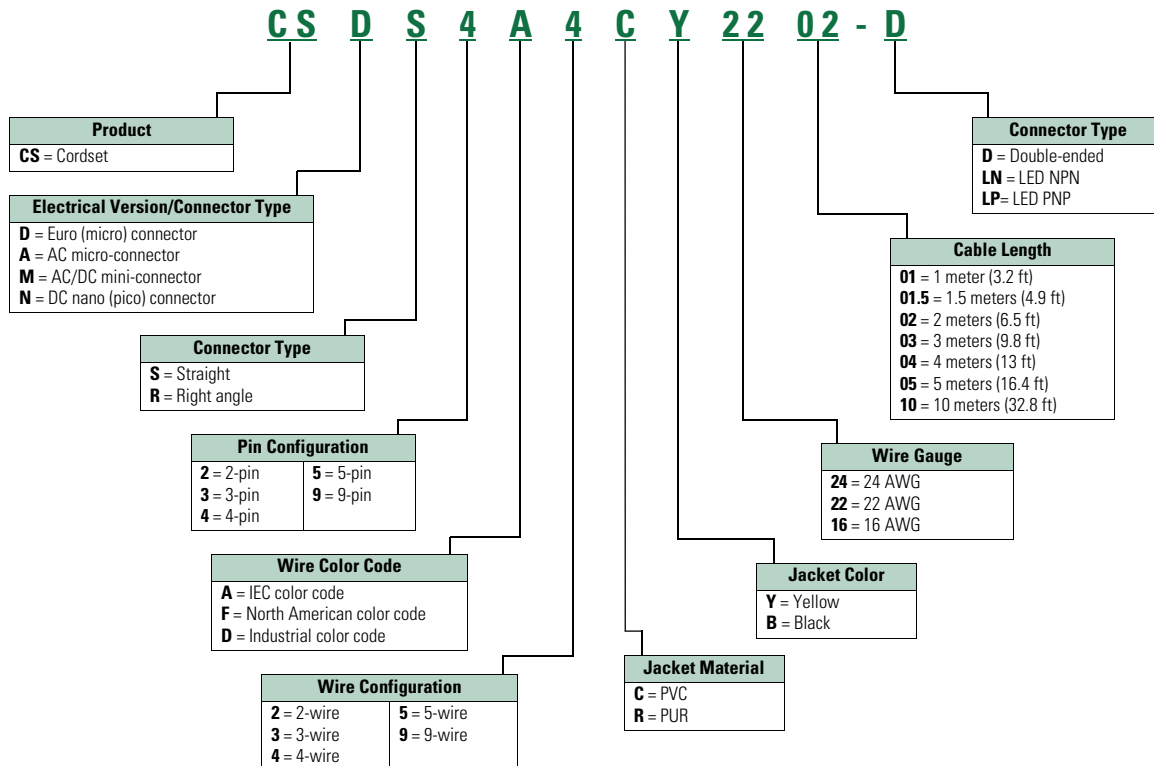 CS D S 4 A 4 C Y 22 02 - D
Product
CS = Cordset
Electrical Version/Connector Type
D = Euro (micro) connector
A = AC micro-connector
M = AC/DC mini-connector
N = DC nano (pico) connector
Connector Type
S = Straight
R = Right angle
Pin Configuration
2 = 2-pin
3 = 3-pin
4 = 4-pin
5 = 5-pin
9 = 9-pin
Wire Color Code
A = IEC color code
F = North American color code
D = Industrial color code
Wire Configuration
2 = 2-wire
3 = 3-wire
4 = 4-wire
5 = 5-wire
9 = 9-wire
Connector Type
D = Double-ended
LN = LED NPN
LP= LED PNP
Cable Length
01 = 1 meter (3.2 ft)
01.5 = 1.5 meters (4.9 ft)
02 = 2 meters (6.5 ft)
03 = 3 meters (9.8 ft)
04 = 4 meters (13 ft)
05 = 5 meters (16.4 ft)
10 = 10 meters (32.8 ft)
Wire Gauge
24 = 24 AWG
22 = 22 AWG
16 = 16 AWG
Jacket Color
Y = Yellow
B = Black
Jacket Material
C = PVC
R = PUR